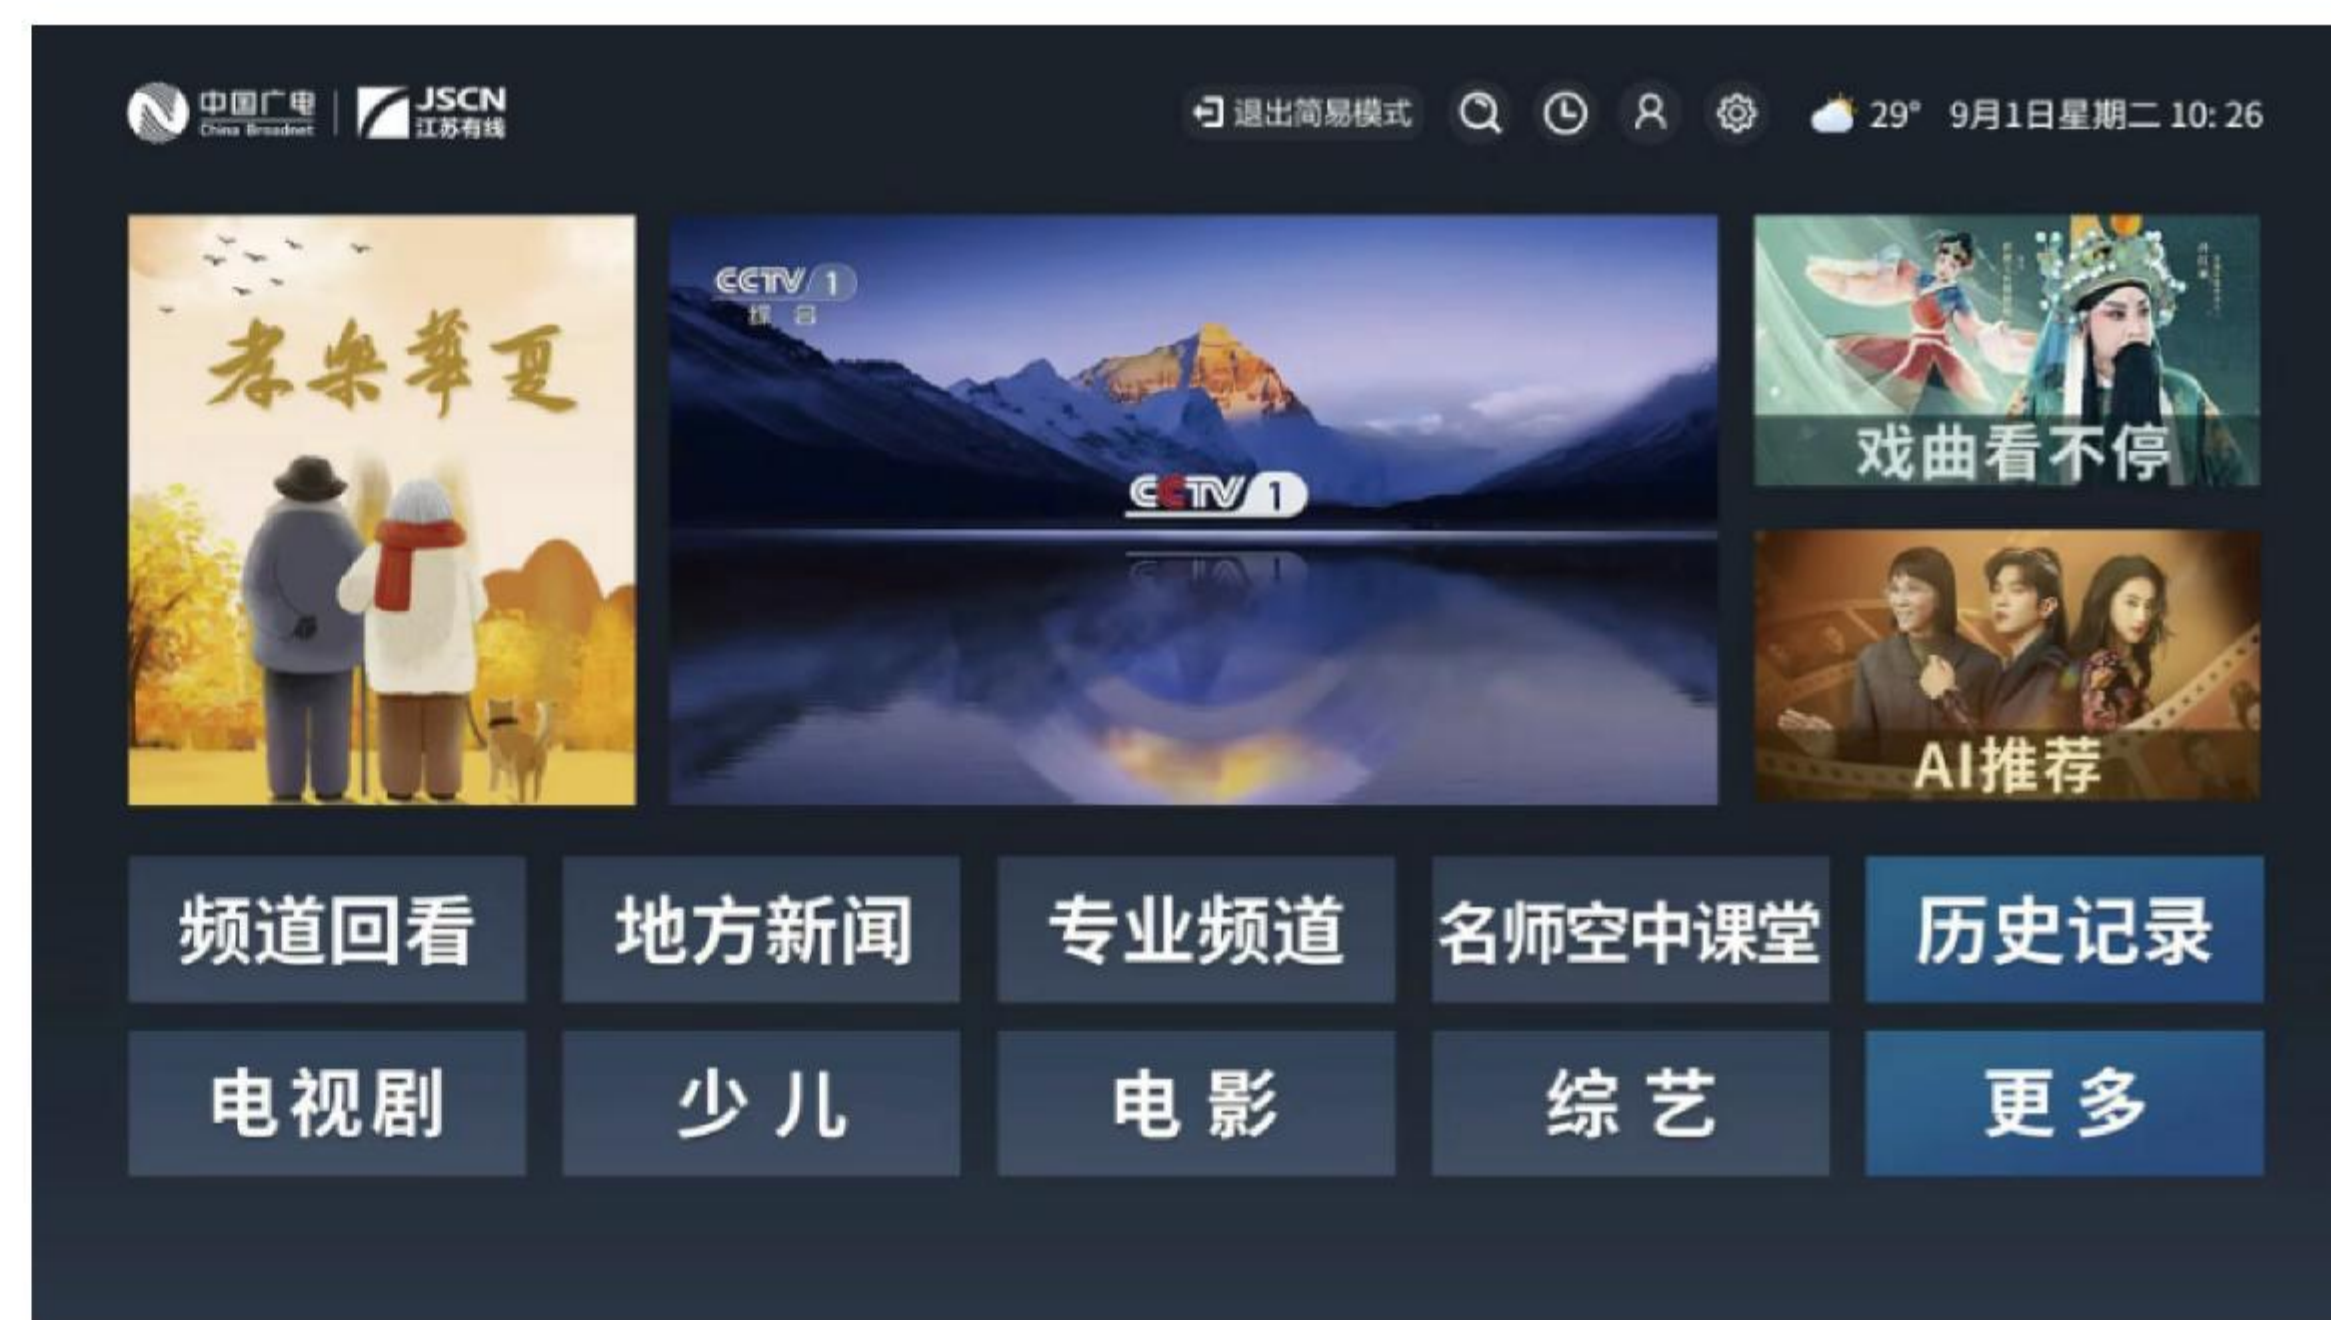 中国广电
China Broadnet
JSCN
江苏有线
退出简易模式
29°
9月1日星期二 10: 26
孝樂華夏
CCTV 1
综合
CCTV 1
戏曲看不停
AI推荐
频道回看
地方新闻
专业频道
名师空中课堂
历史记录
电视剧
少儿
电影
综艺
更多